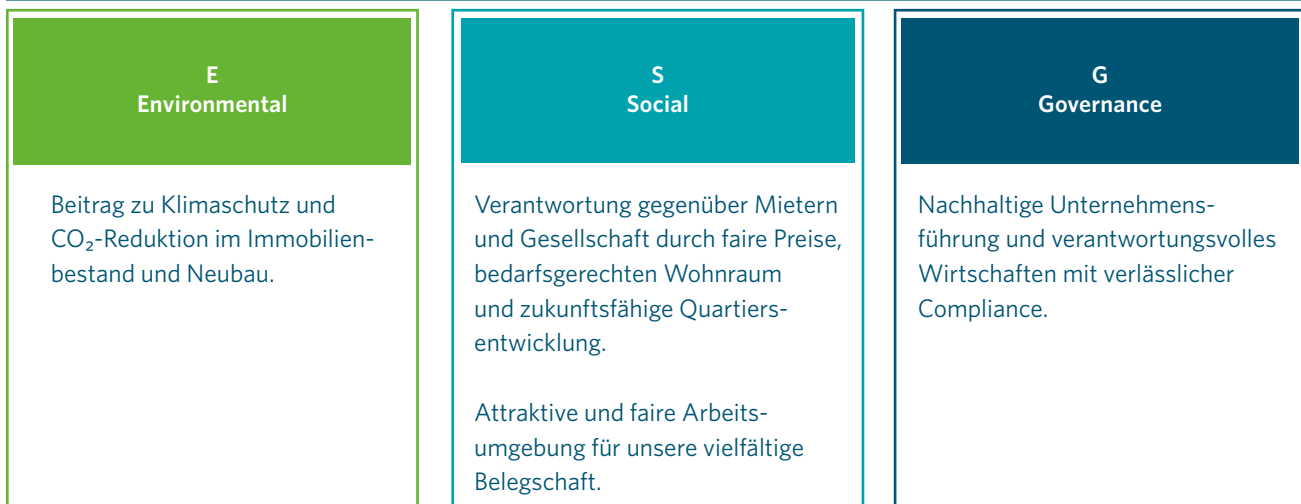 E
Environmental
Beitrag zu Klimaschutz und
CO₂-Reduktion im Immobilien-
bestand und Neubau.
S
Social
Verantwortung gegenüber Mietern
und Gesellschaft durch faire Preise,
bedarfsgerechten Wohnraum
und zukunftsfähige Quartiers-
entwicklung.
Attraktive und faire Arbeits-
umgebung für unsere vielfältige
Belegschaft.
G
Governance
Nachhaltige Unternehmens-
führung und verantwortungsvolles
Wirtschaften mit verlässlicher
Compliance.